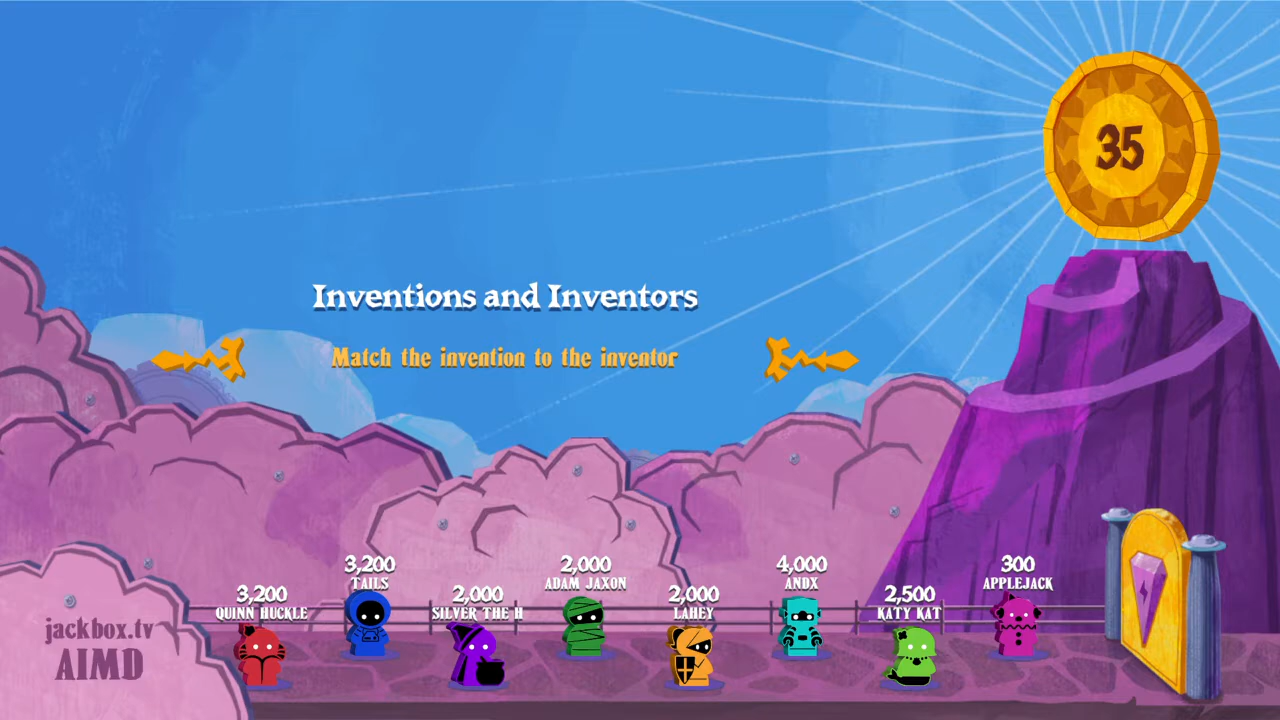 35
Inventions and Inventors
Match the invention to the inventor
3,200
QUINN HUCKLE
3,200
TAILS
2,000
SILVER THE H
2,000
ADAM JAXON
2,000
LAHEY
4,000
ANDX
2,500
KATY KAT
300
APPLEJACK
jackbox.tv
AIMD